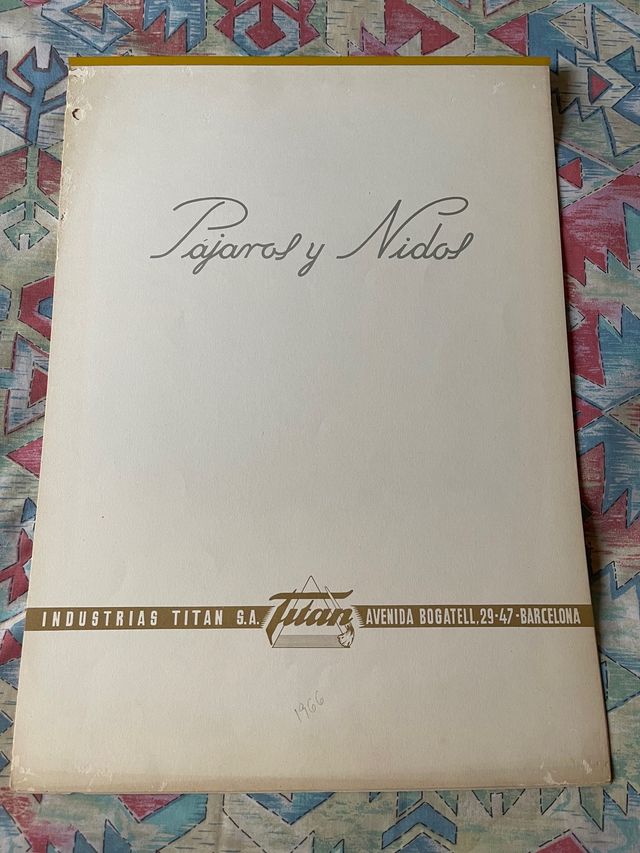 Pájaros y Nidos
INDUSTRIAS TITAN S.A. Titan AVENIDA BOGATELL, 29-47-BARCELONA
1966